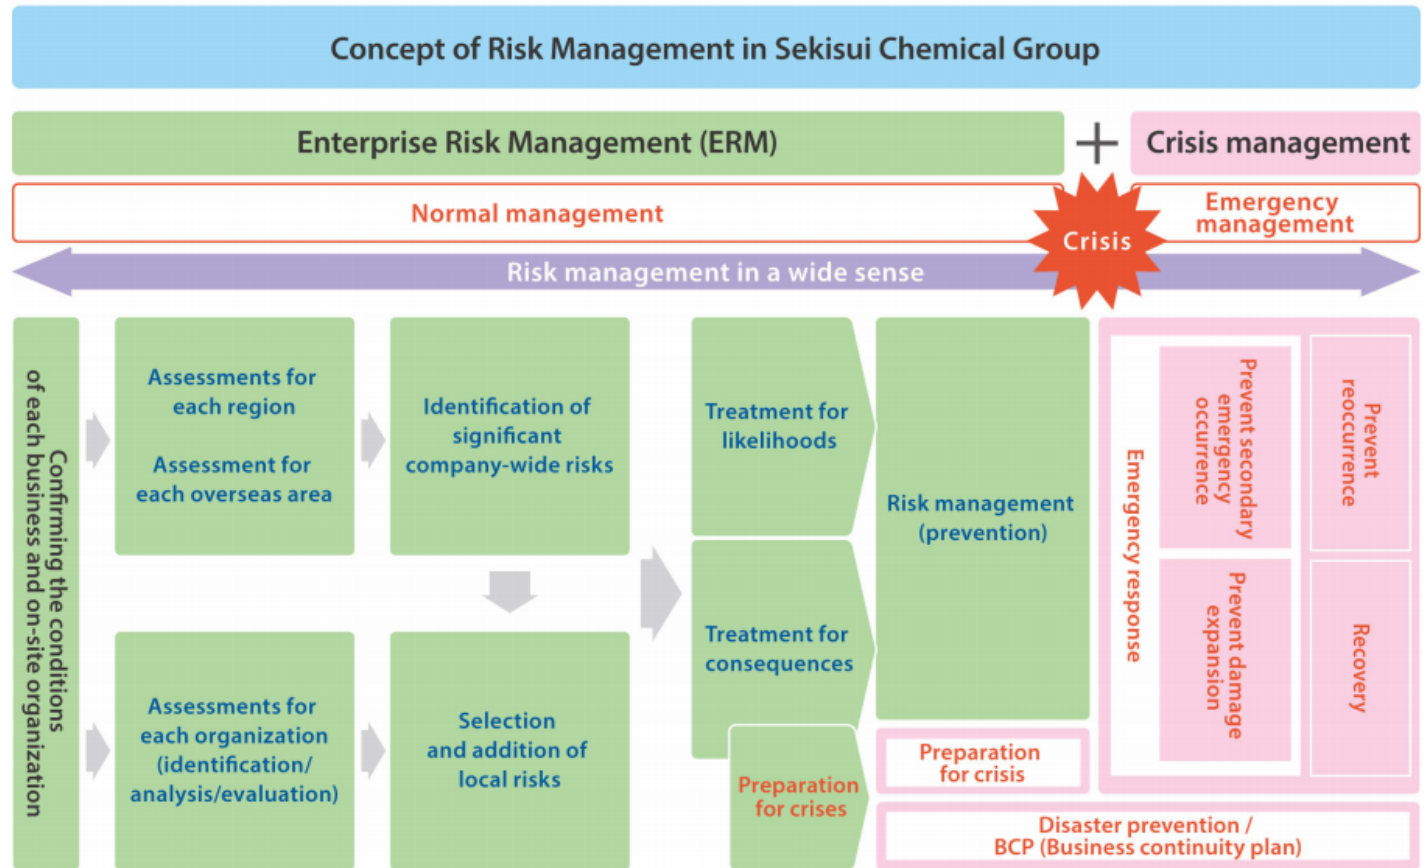 Concept of Risk Management in Sekisui Chemical Group
Enterprise Risk Management (ERM)
+
Crisis management
Normal management
Crisis
Emergency
management
Risk management in a wide sense
Confirming the conditions
of each business and on-site organization
Assessments for
each region
Assessment for
each overseas area
Identification of
significant
company-wide risks
Assessments for
each organization
(identification/
analysis/evaluation)
Selection
and addition of
local risks
Treatment for
likelihoods
Treatment for
consequences
Preparation
for crises
Risk management
(prevention)
Preparation
for crisis
Emergency response
Prevent secondary
emergency
occurrence
Prevent damage
expansion
Prevent
reoccurrence
Recovery
Disaster prevention /
BCP (Business continuity plan)